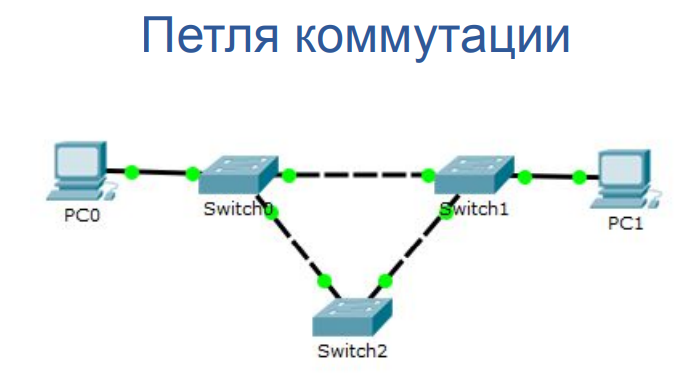 Петля коммутации
PC0
Switch0
Switch1
PC1
Switch2